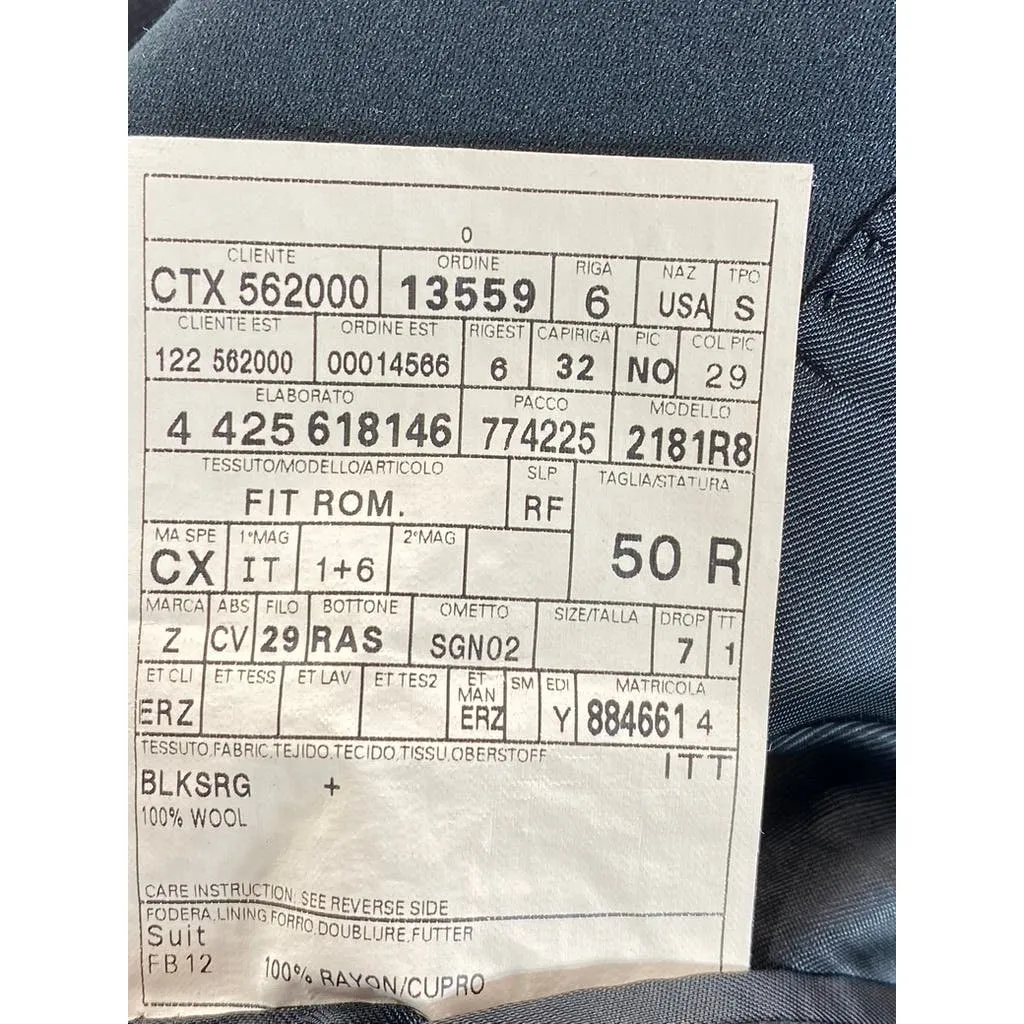 0
CLIENTE ORDINE RIGA NAZ TPO
CTX 562000 13559 6 USA S
CLIENTE EST ORDINE EST RIGEST CAPIRIGA PIC COL PIC
122 562000 00014566 6 32 NO 29
ELABORATO PACCO MODELLO
4 425 618146 774225 2181R8
TESSUTO/MODELLO/ARTICOLO SLP TAGLIA/STATURA
FIT ROM. RF 50 R
MA SPE 1°MAG 2°MAG
CX IT 1+6
MARCA ABS FILO BOTTONE OMETTO SIZE/TALLA DROP TT
Z CV 29 RAS SGN02 7 1
ET CLI ET TESS ET LAV ET TES2 ET MAN SM EDI MATRICOLA
ERZ ERZ Y 884661 4
TESSUTO,FABRIC,TEJIDO,TECIDO,TISSU,OBERSTOFF ITT
BLKSRG +
100% WOOL
CARE INSTRUCTION: SEE REVERSE SIDE
FODERA,LINING,FORRO,DOUBLURE,FUTTER
Suit
FB 12 100% RAYON/CUPRO